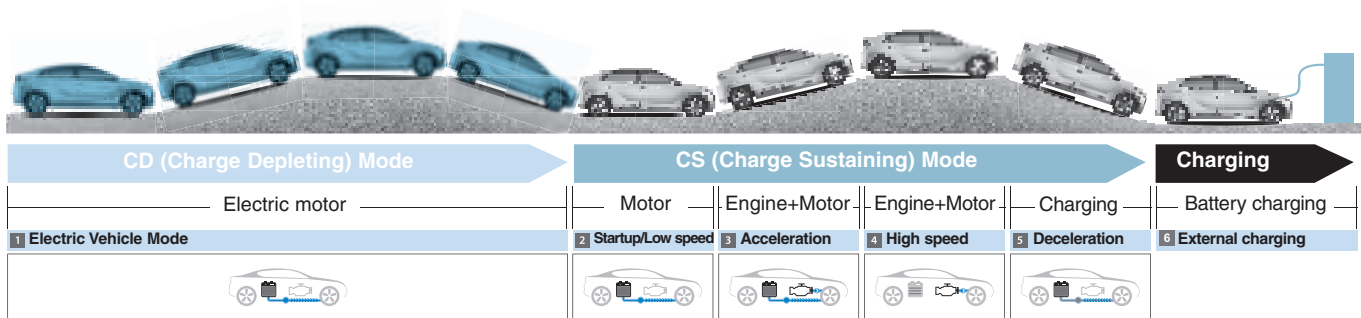 CD (Charge Depleting) Mode
CS (Charge Sustaining) Mode
Charging
Electric motor
Motor
Engine+Motor
Engine+Motor
Charging
Battery charging
1 Electric Vehicle Mode
2 Startup/Low speed
3 Acceleration
4 High speed
5 Deceleration
6 External charging